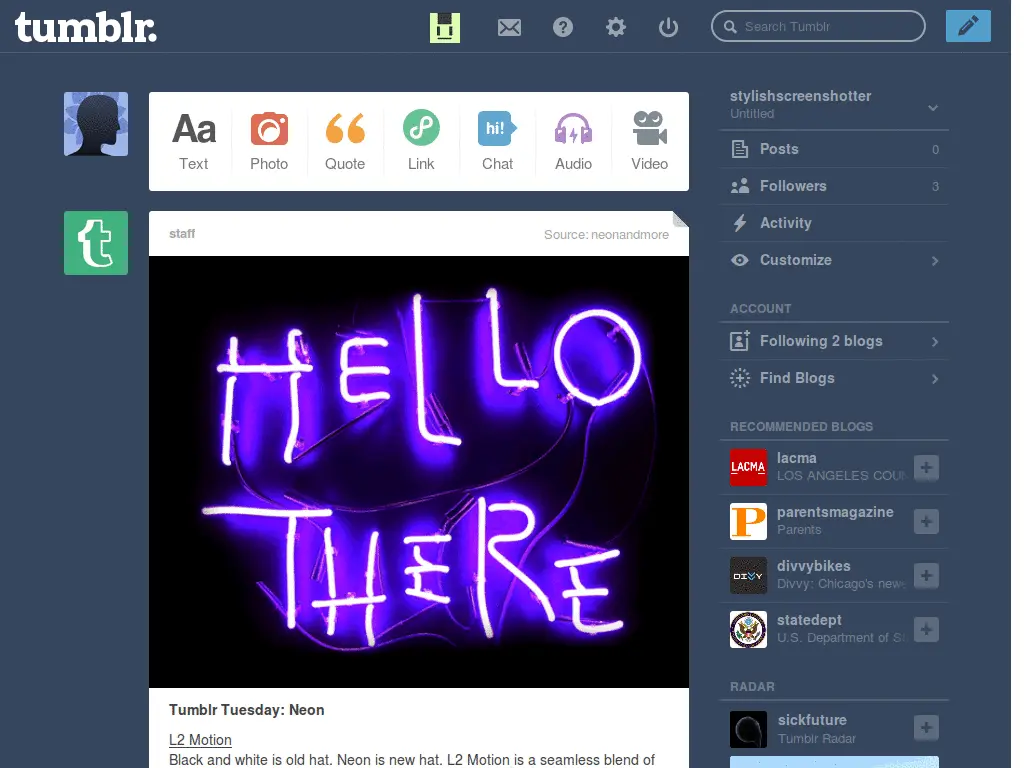 tumblr.
Search Tumblr
Aa
Text
Photo
Quote
Link
hi!
Chat
Audio
Video
t
staff
Source: neonandmore
HELLO
THERE
Tumblr Tuesday: Neon
L2 Motion
Black and white is old hat. Neon is new hat. L2 Motion is a seamless blend of
stylishscreenshotter
Untitled
Posts 0
Followers 3
Activity
Customize
ACCOUNT
Following 2 blogs
Find Blogs
RECOMMENDED BLOGS
LACMA
lacma
LOS ANGELES COU
P
parentsmagazine
Parents
DIVVY
divvybikes
Divvy: Chicago's new
statedept
U.S. Department of S
RADAR
sickfuture
Tumblr Radar